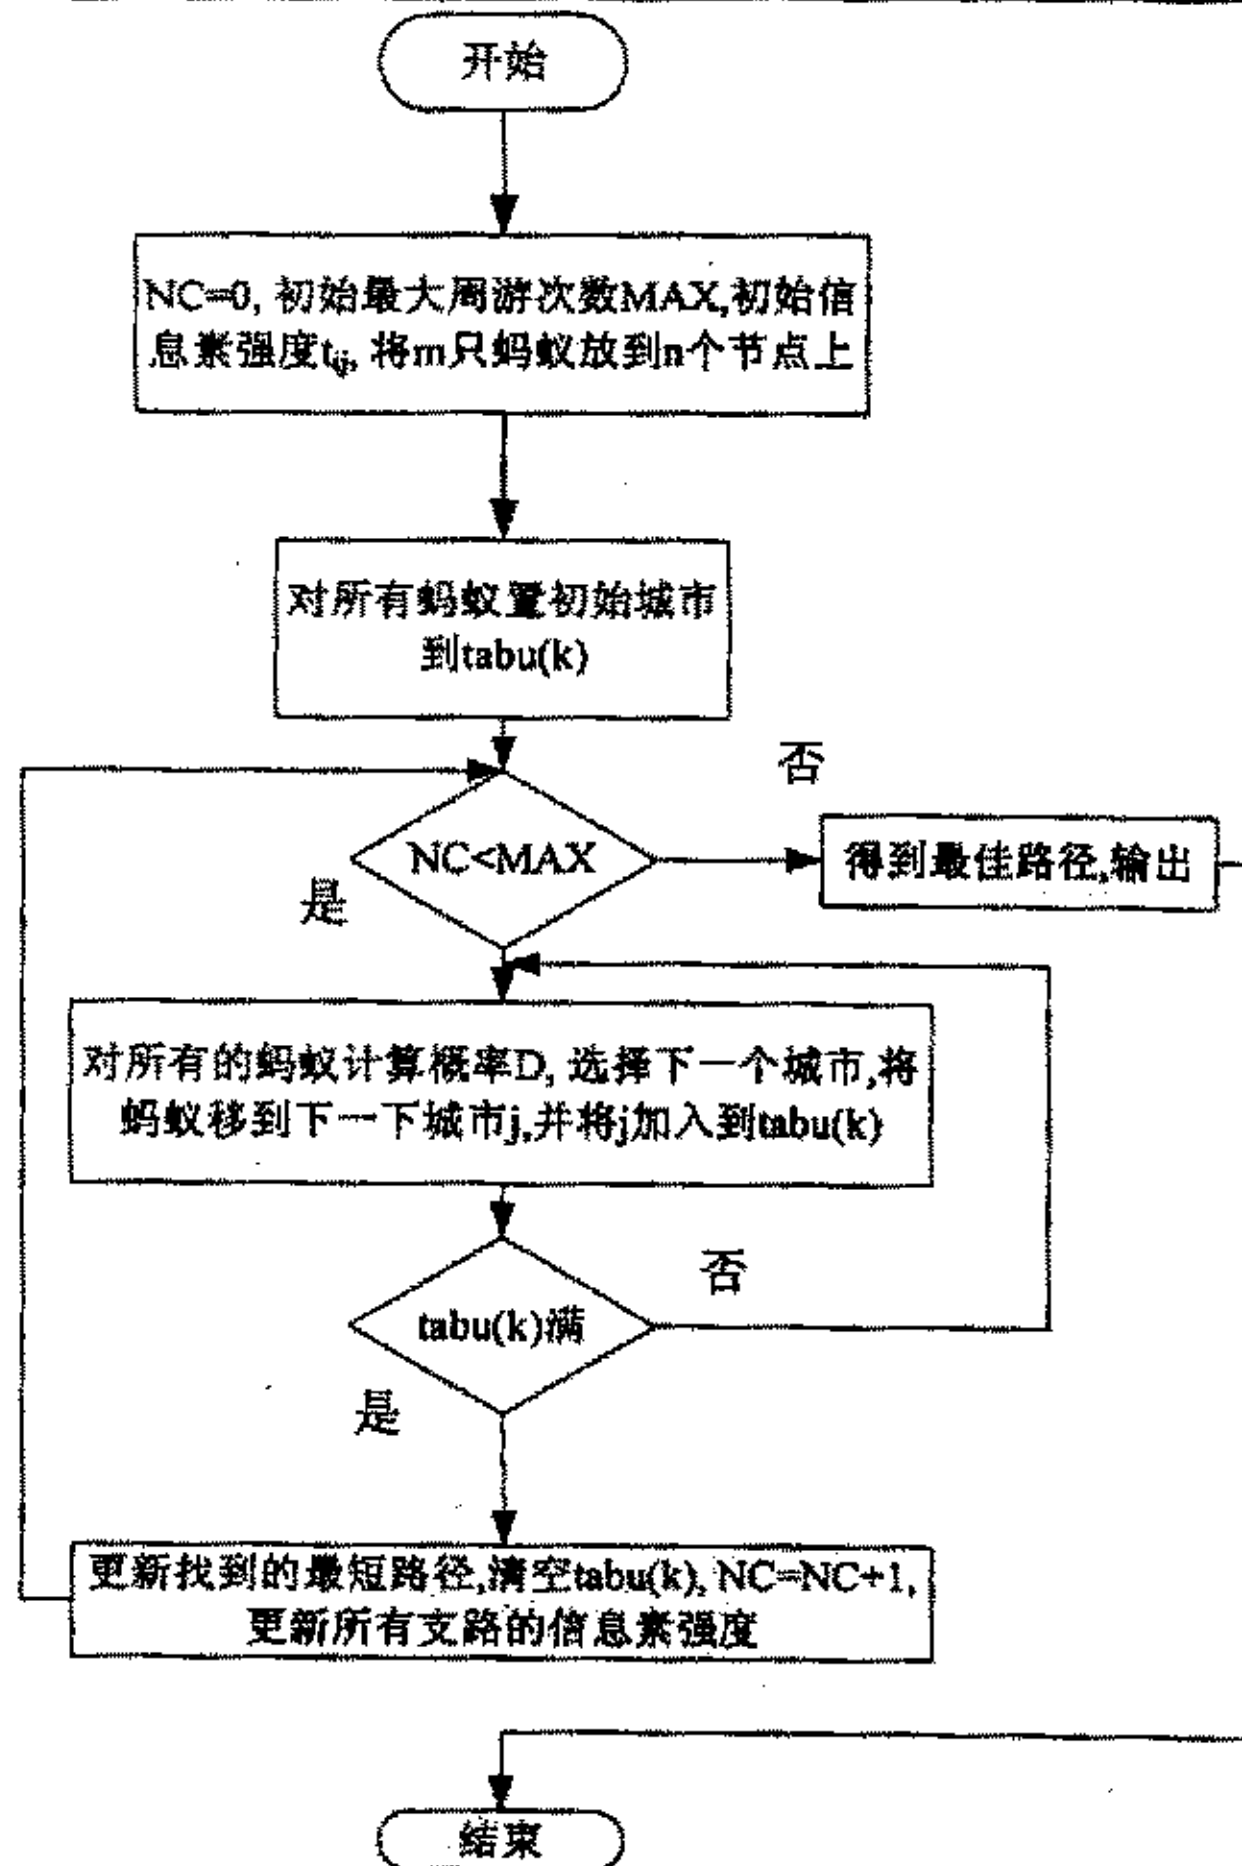 开始
NC=0, 初始最大周游次数MAX,初始信
息素强度tij, 将m只蚂蚁放到n个节点上
对所有蚂蚁置初始城市
到tabu(k)
否
NC<MAX
得到最佳路径,输出
是
对所有的蚂蚁计算概率D, 选择下一个城市,将
蚂蚁移到下一下城市j,并将j加入到tabu(k)
否
tabu(k)满
是
更新找到的最短路径,清空tabu(k), NC=NC+1,
更新所有支路的信息素强度
结束